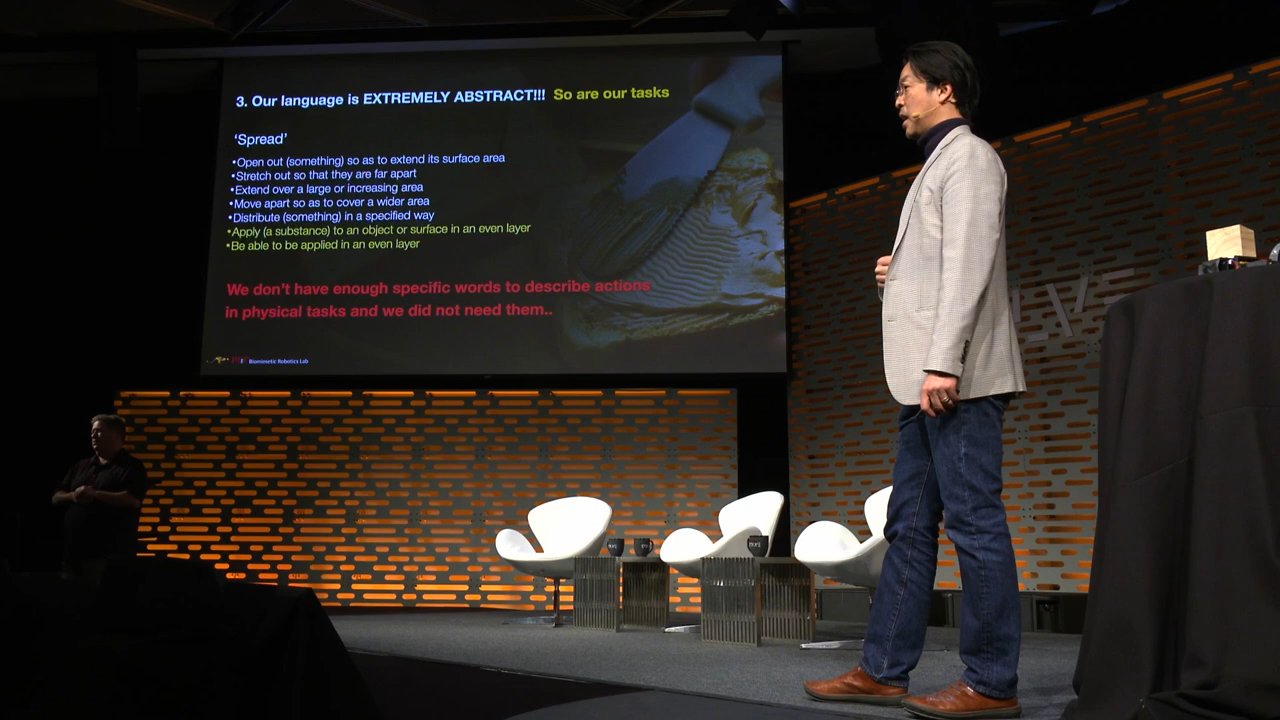 3. Our language is EXTREMELY ABSTRACT!!! So are our tasks
'Spread'
•Open out (something) so as to extend its surface area
•Stretch out so that they are far apart
•Extend over a large or increasing area
•Move apart so as to cover a wider area
•Distribute (something) in a specified way
•Apply (a substance) to an object or surface in an even layer
•Be able to be applied in an even layer
We don't have enough specific words to describe actions
in physical tasks and we did not need them..
Biomimetic Robotics Lab